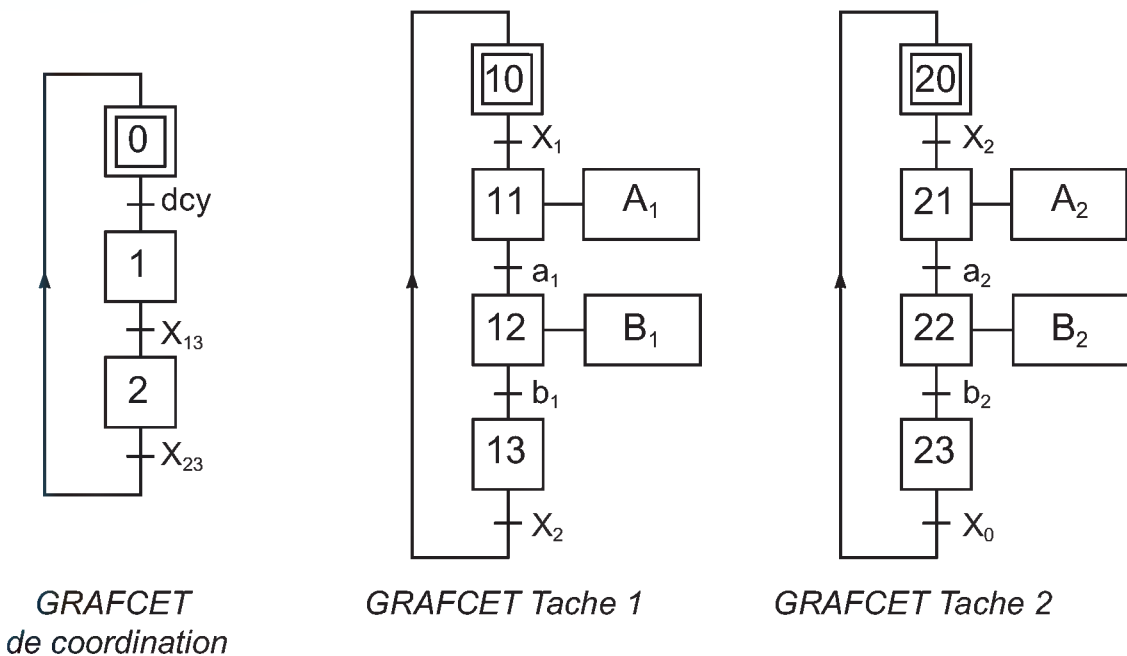 0
dcy
1
X₁₃
2
X₂₃
GRAFCET
de coordination
10
X₁
11
A₁
a₁
12
B₁
b₁
13
X₂
GRAFCET Tache 1
20
X₂
21
A₂
a₂
22
B₂
b₂
23
X₀
GRAFCET Tache 2